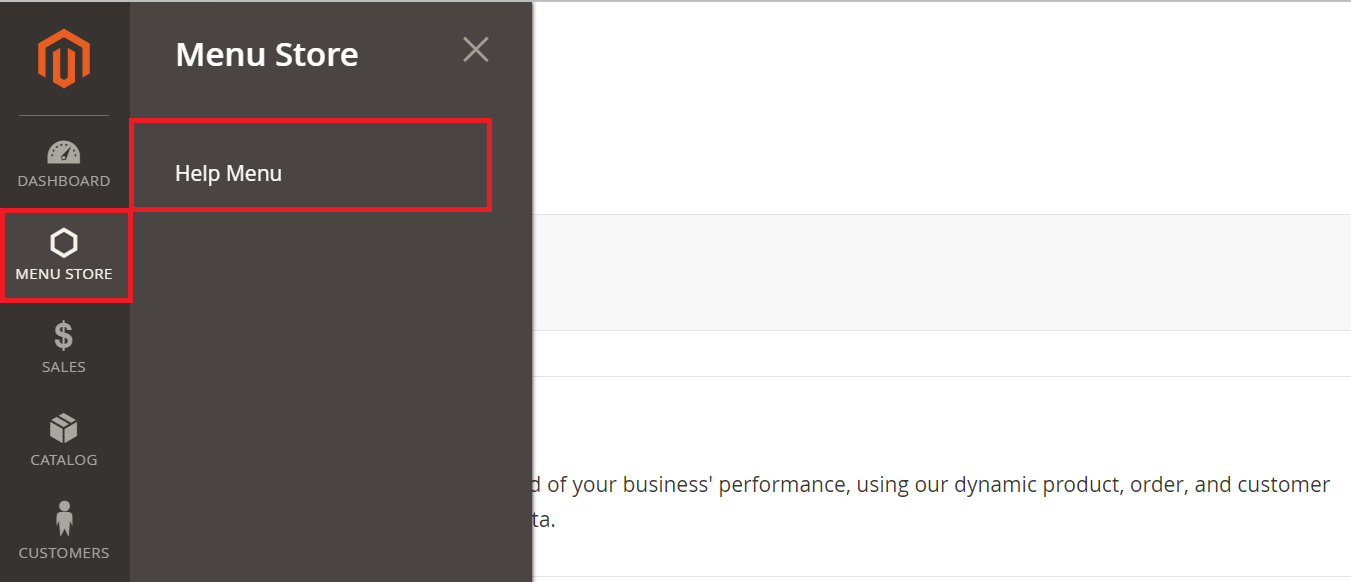 DASHBOARD
MENU STORE
SALES
CATALOG
CUSTOMERS
Menu Store
Help Menu
of your business' performance, using our dynamic product, order, and customer
ta.